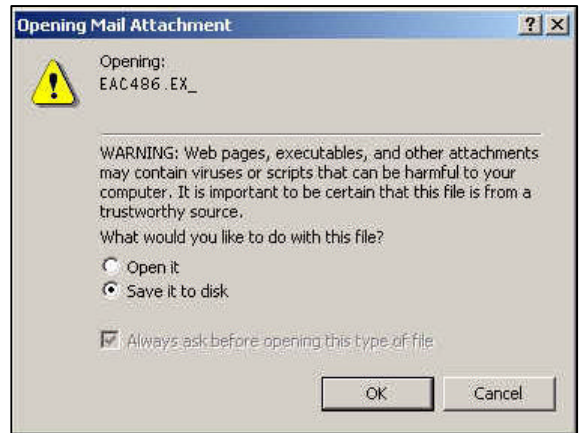 Opening Mail Attachment
Opening:
EAC486.EX_
WARNING: Web pages, executables, and other attachments
may contain viruses or scripts that can be harmful to your
computer. It is important to be certain that this file is from a
trustworthy source.
What would you like to do with this file?
Open it
Save it to disk
Always ask before opening this type of file
OK
Cancel